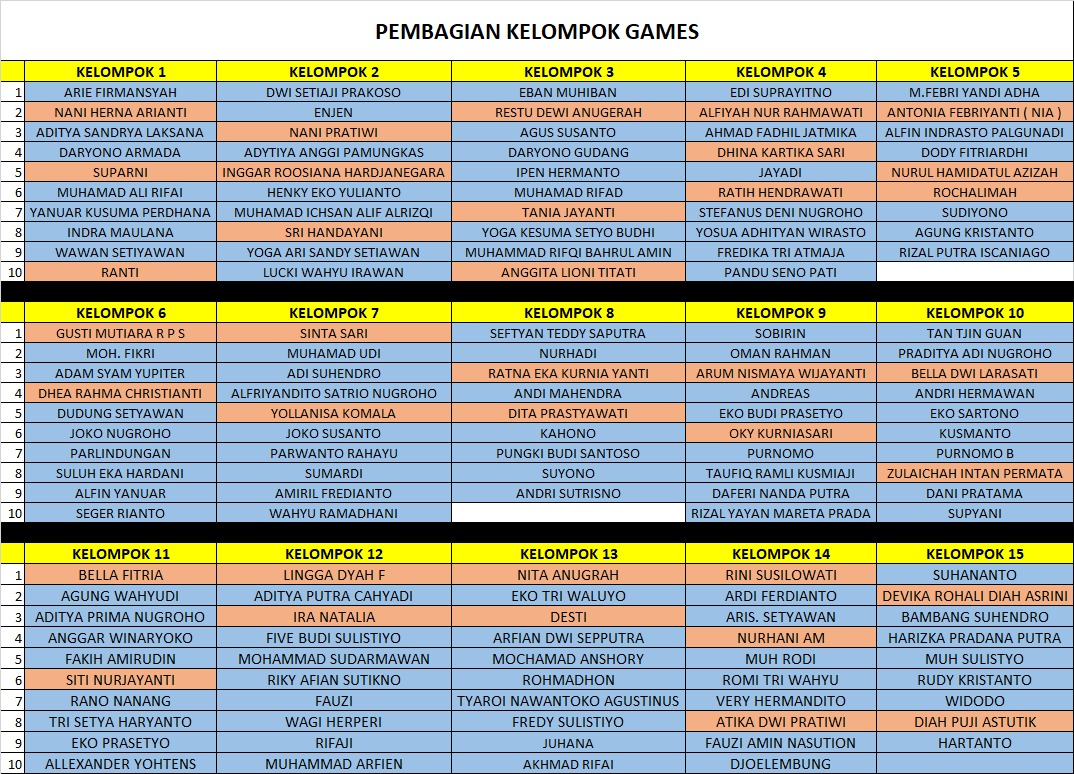 PEMBAGIAN KELOMPOK GAMES
KELOMPOK 1 KELOMPOK 2 KELOMPOK 3 KELOMPOK 4 KELOMPOK 5
1 ARIE FIRMANSYAH DWI SETIAJI PRAKOSO EBAN MUHIBAN EDI SUPRAYITNO M.FEBRI YANDI ADHA
2 NANI HERNA ARIANTI ENJEN RESTU DEWI ANUGERAH ALFIYAH NUR RAHMAWATI ANTONIA FEBRIYANTI ( NIA )
3 ADITYA SANDRYA LAKSANA NANI PRATIWI AGUS SUSANTO AHMAD FADHIL JATMIKA ALFIN INDRASTO PALGUNADI
4 DARYONO ARMADA ADYTIYA ANGGI PAMUNGKAS DARYONO GUDANG DHINA KARTIKA SARI DODY FITRIARDHI
5 SUPARNI INGGAR ROOSIANA HARDJANEGARA IPEN HERMANTO JAYADI NURUL HAMIDATUL AZIZAH
6 MUHAMAD ALI RIFAI HENKY EKO YULIANTO MUHAMAD RIFAD RATIH HENDRAWATI ROCHALIMAH
7 YANUAR KUSUMA PERDHANA MUHAMAD ICHSAN ALIF ALRIZQI TANIA JAYANTI STEFANUS DENI NUGROHO SUDIYONO
8 INDRA MAULANA SRI HANDAYANI YOGA KESUMA SETYO BUDHI YOSUA ADHITYAN WIRASTO AGUNG KRISTANTO
9 WAWAN SETIYAWAN YOGA ARI SANDY SETIAWAN MUHAMMAD RIFQI BAHRUL AMIN FREDIKA TRI ATMAJA RIZAL PUTRA ISCANIAGO
10 RANTI LUCKI WAHYU IRAWAN ANGGITA LIONI TITATI PANDU SENO PATI
KELOMPOK 6 KELOMPOK 7 KELOMPOK 8 KELOMPOK 9 KELOMPOK 10
1 GUSTI MUTIARA R P S SINTA SARI SEFTYAN TEDDY SAPUTRA SOBIRIN TAN TJIN GUAN
2 MOH. FIKRI MUHAMAD UDI NURHADI OMAN RAHMAN PRADITYA ADI NUGROHO
3 ADAM SYAM YUPITER ADI SUHENDRO RATNA EKA KURNIA YANTI ARUM NISMAYA WIJAYANTI BELLA DWI LARASATI
4 DHEA RAHMA CHRISTIANTI ALFRIYANDITO SATRIO NUGROHO ANDI MAHENDRA ANDREAS ANDRI HERMAWAN
5 DUDUNG SETYAWAN YOLLANISA KOMALA DITA PRASTYAWATI EKO BUDI PRASETYO EKO SARTONO
6 JOKO NUGROHO JOKO SUSANTO KAHONO OKY KURNIASARI KUSMANTO
7 PARLINDUNGAN PARWANTO RAHAYU PUNGKI BUDI SANTOSO PURNOMO PURNOMO B
8 SULUH EKA HARDANI SUMARDI SUYONO TAUFIQ RAMLI KUSMIAJI ZULAICHAH INTAN PERMATA
9 ALFIN YANUAR AMIRIL FREDIANTO ANDRI SUTRISNO DAFERI NANDA PUTRA DANI PRATAMA
10 SEGER RIANTO WAHYU RAMADHANI RIZAL YAYAN MARETA PRADA SUPYANI
KELOMPOK 11 KELOMPOK 12 KELOMPOK 13 KELOMPOK 14 KELOMPOK 15
1 BELLA FITRIA LINGGA DYAH F NITA ANUGRAH RINI SUSILOWATI SUHANANTO
2 AGUNG WAHYUDI ADITYA PUTRA CAHYADI EKO TRI WALUYO ARDI FERDIANTO DEVIKA ROHALI DIAH ASRINI
3 ADITYA PRIMA NUGROHO IRA NATALIA DESTI ARIS. SETYAWAN BAMBANG SUHENDRO
4 ANGGAR WINARYOKO FIVE BUDI SULISTIYO ARFIAN DWI SEPPUTRA NURHANI AM HARIZKA PRADANA PUTRA
5 FAKIH AMIRUDIN MOHAMMAD SUDARMAWAN MOCHAMAD ANSHORY MUH RODI MUH SULISTYO
6 SITI NURJAYANTI RIKY AFIAN SUTIKNO ROHMADHON ROMI TRI WAHYU RUDY KRISTANTO
7 RANO NANANG FAUZI TYAROI NAWANTOKO AGUSTINUS VERY HERMANDITO WIDODO
8 TRI SETYA HARYANTO WAGI HERPERI FREDY SULISTIYO ATIKA DWI PRATIWI DIAH PUJI ASTUTIK
9 EKO PRASETYO RIFAJI JUHANA FAUZI AMIN NASUTION HARTANTO
10 ALLEXANDER YOHTENS MUHAMMAD ARFIEN AKHMAD RIFAI DJOELEMBUNG